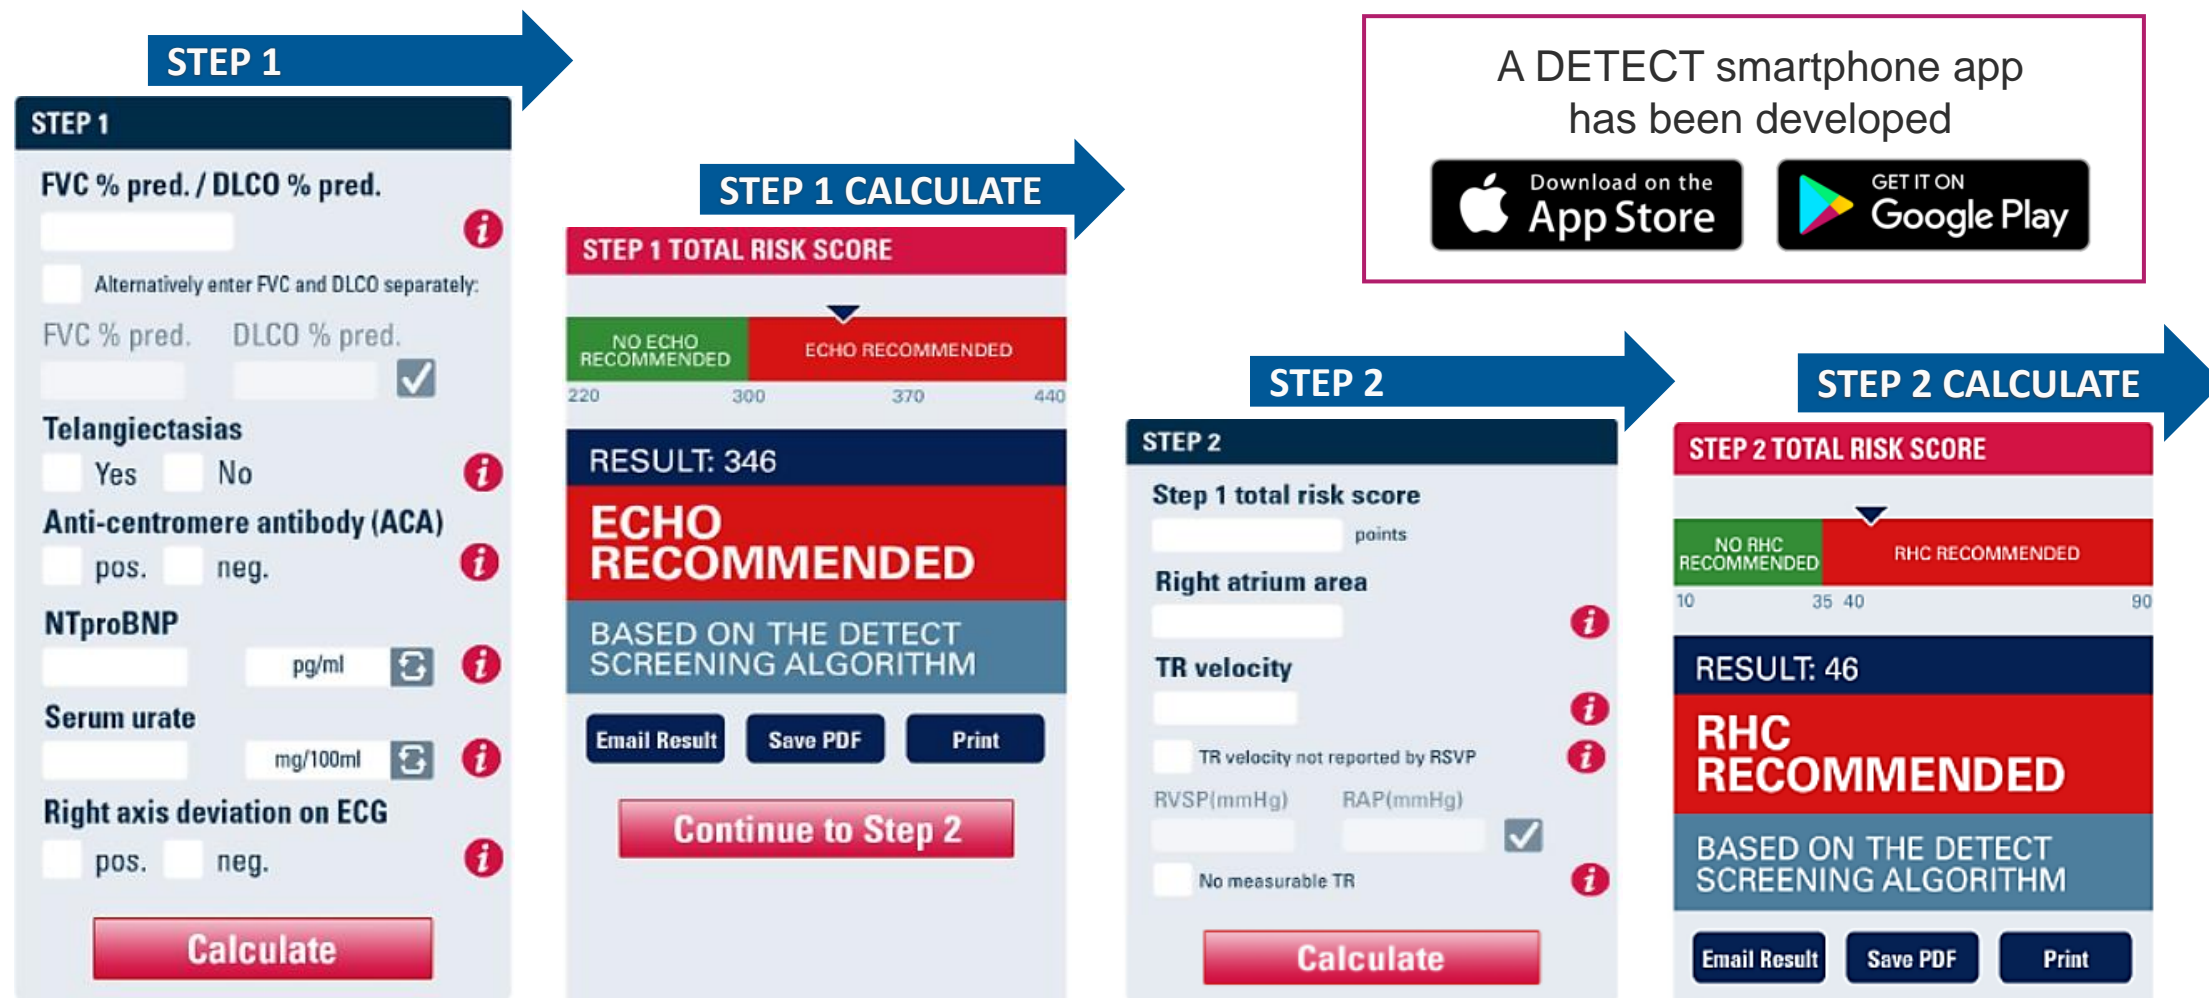 STEP 1
STEP 1
FVC % pred. / DLCO % pred.
i
Alternatively enter FVC and DLCO separately:
FVC % pred. DLCO % pred.
Telangiectasias
Yes No i
Anti-centromere antibody (ACA)
pos. neg. i
NTproBNP
pg/ml i
Serum urate
mg/100ml i
Right axis deviation on ECG
pos. neg. i
Calculate
STEP 1 CALCULATE
STEP 1 TOTAL RISK SCORE
NO ECHO
RECOMMENDED
ECHO RECOMMENDED
220 300 370 440
RESULT: 346
ECHO
RECOMMENDED
BASED ON THE DETECT
SCREENING ALGORITHM
Email Result Save PDF Print
Continue to Step 2
A DETECT smartphone app
has been developed
Download on the
App Store
GET IT ON
Google Play
STEP 2
STEP 2
Step 1 total risk score
points
Right atrium area
i
TR velocity
i
TR velocity not reported by RSVP i
RVSP(mmHg) RAP(mmHg)
No measurable TR i
Calculate
STEP 2 CALCULATE
STEP 2 TOTAL RISK SCORE
NO RHC
RECOMMENDED
RHC RECOMMENDED
10 35 40 90
RESULT: 46
RHC
RECOMMENDED
BASED ON THE DETECT
SCREENING ALGORITHM
Email Result Save PDF Print